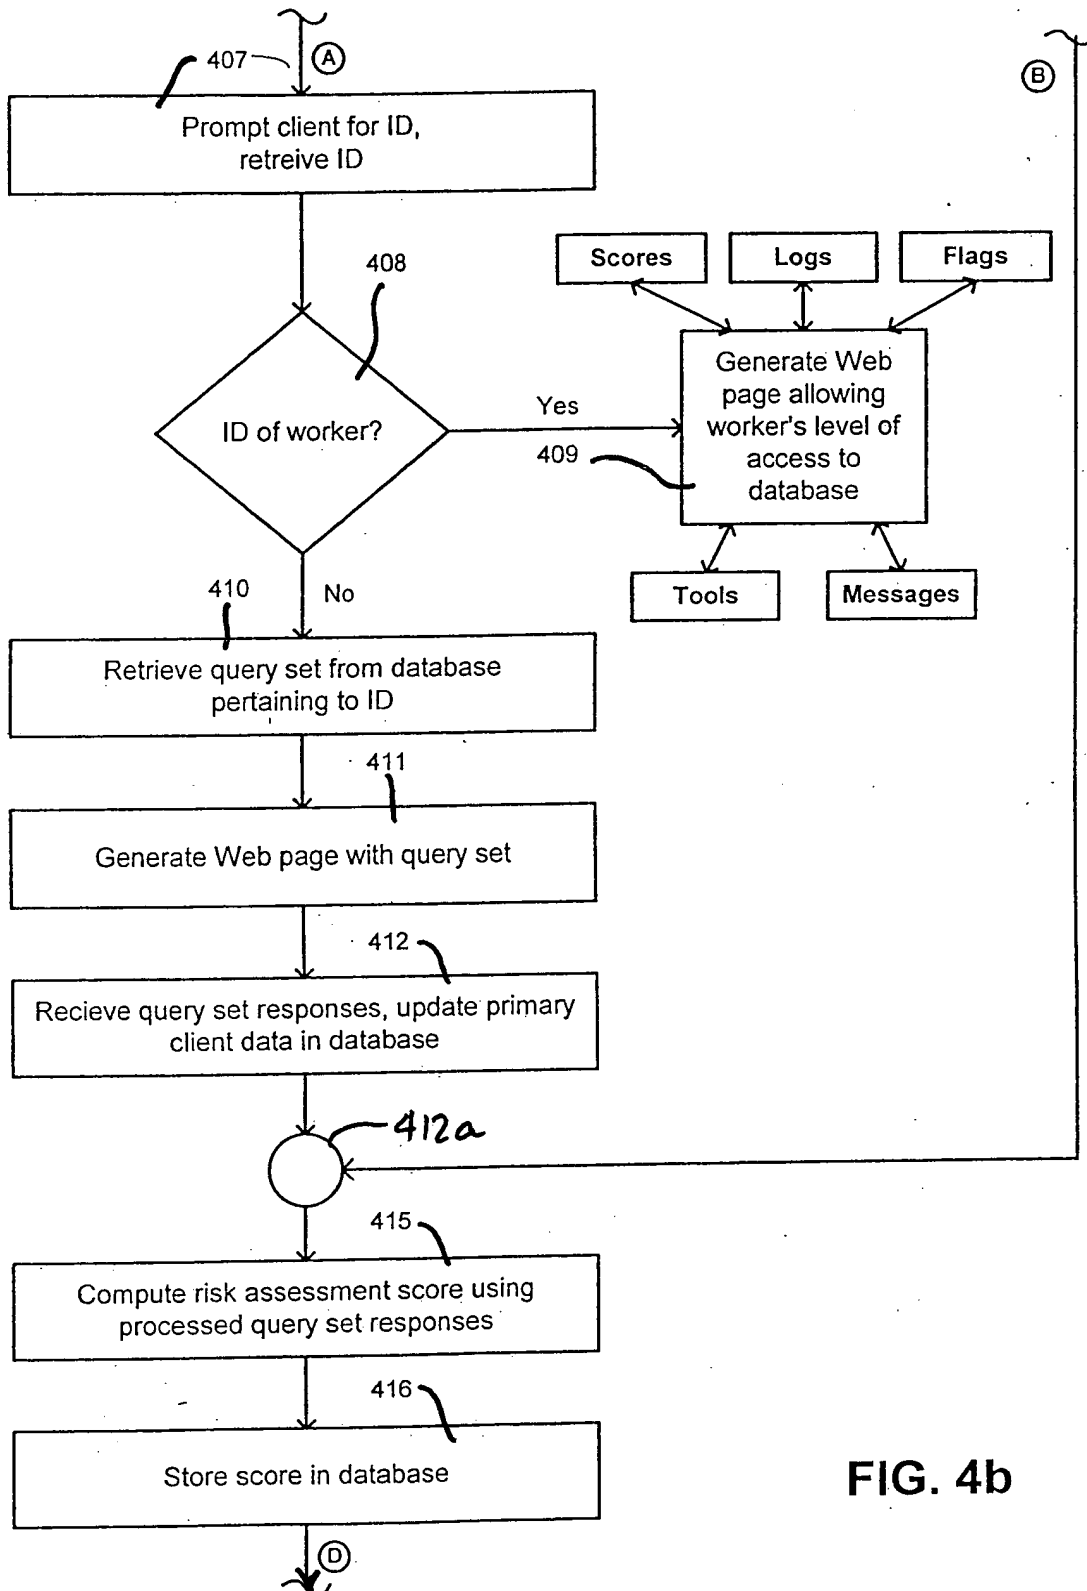 407
A
B
Prompt client for ID,
retreive ID
408
Scores
Logs
Flags
ID of worker?
Yes
409
Generate Web
page allowing
worker's level of
access to
database
Tools
Messages
410
No
Retrieve query set from database
pertaining to ID
411
Generate Web page with query set
412
Recieve query set responses, update primary
client data in database
412a
415
Compute risk assessment score using
processed query set responses
416
Store score in database
D
FIG. 4b